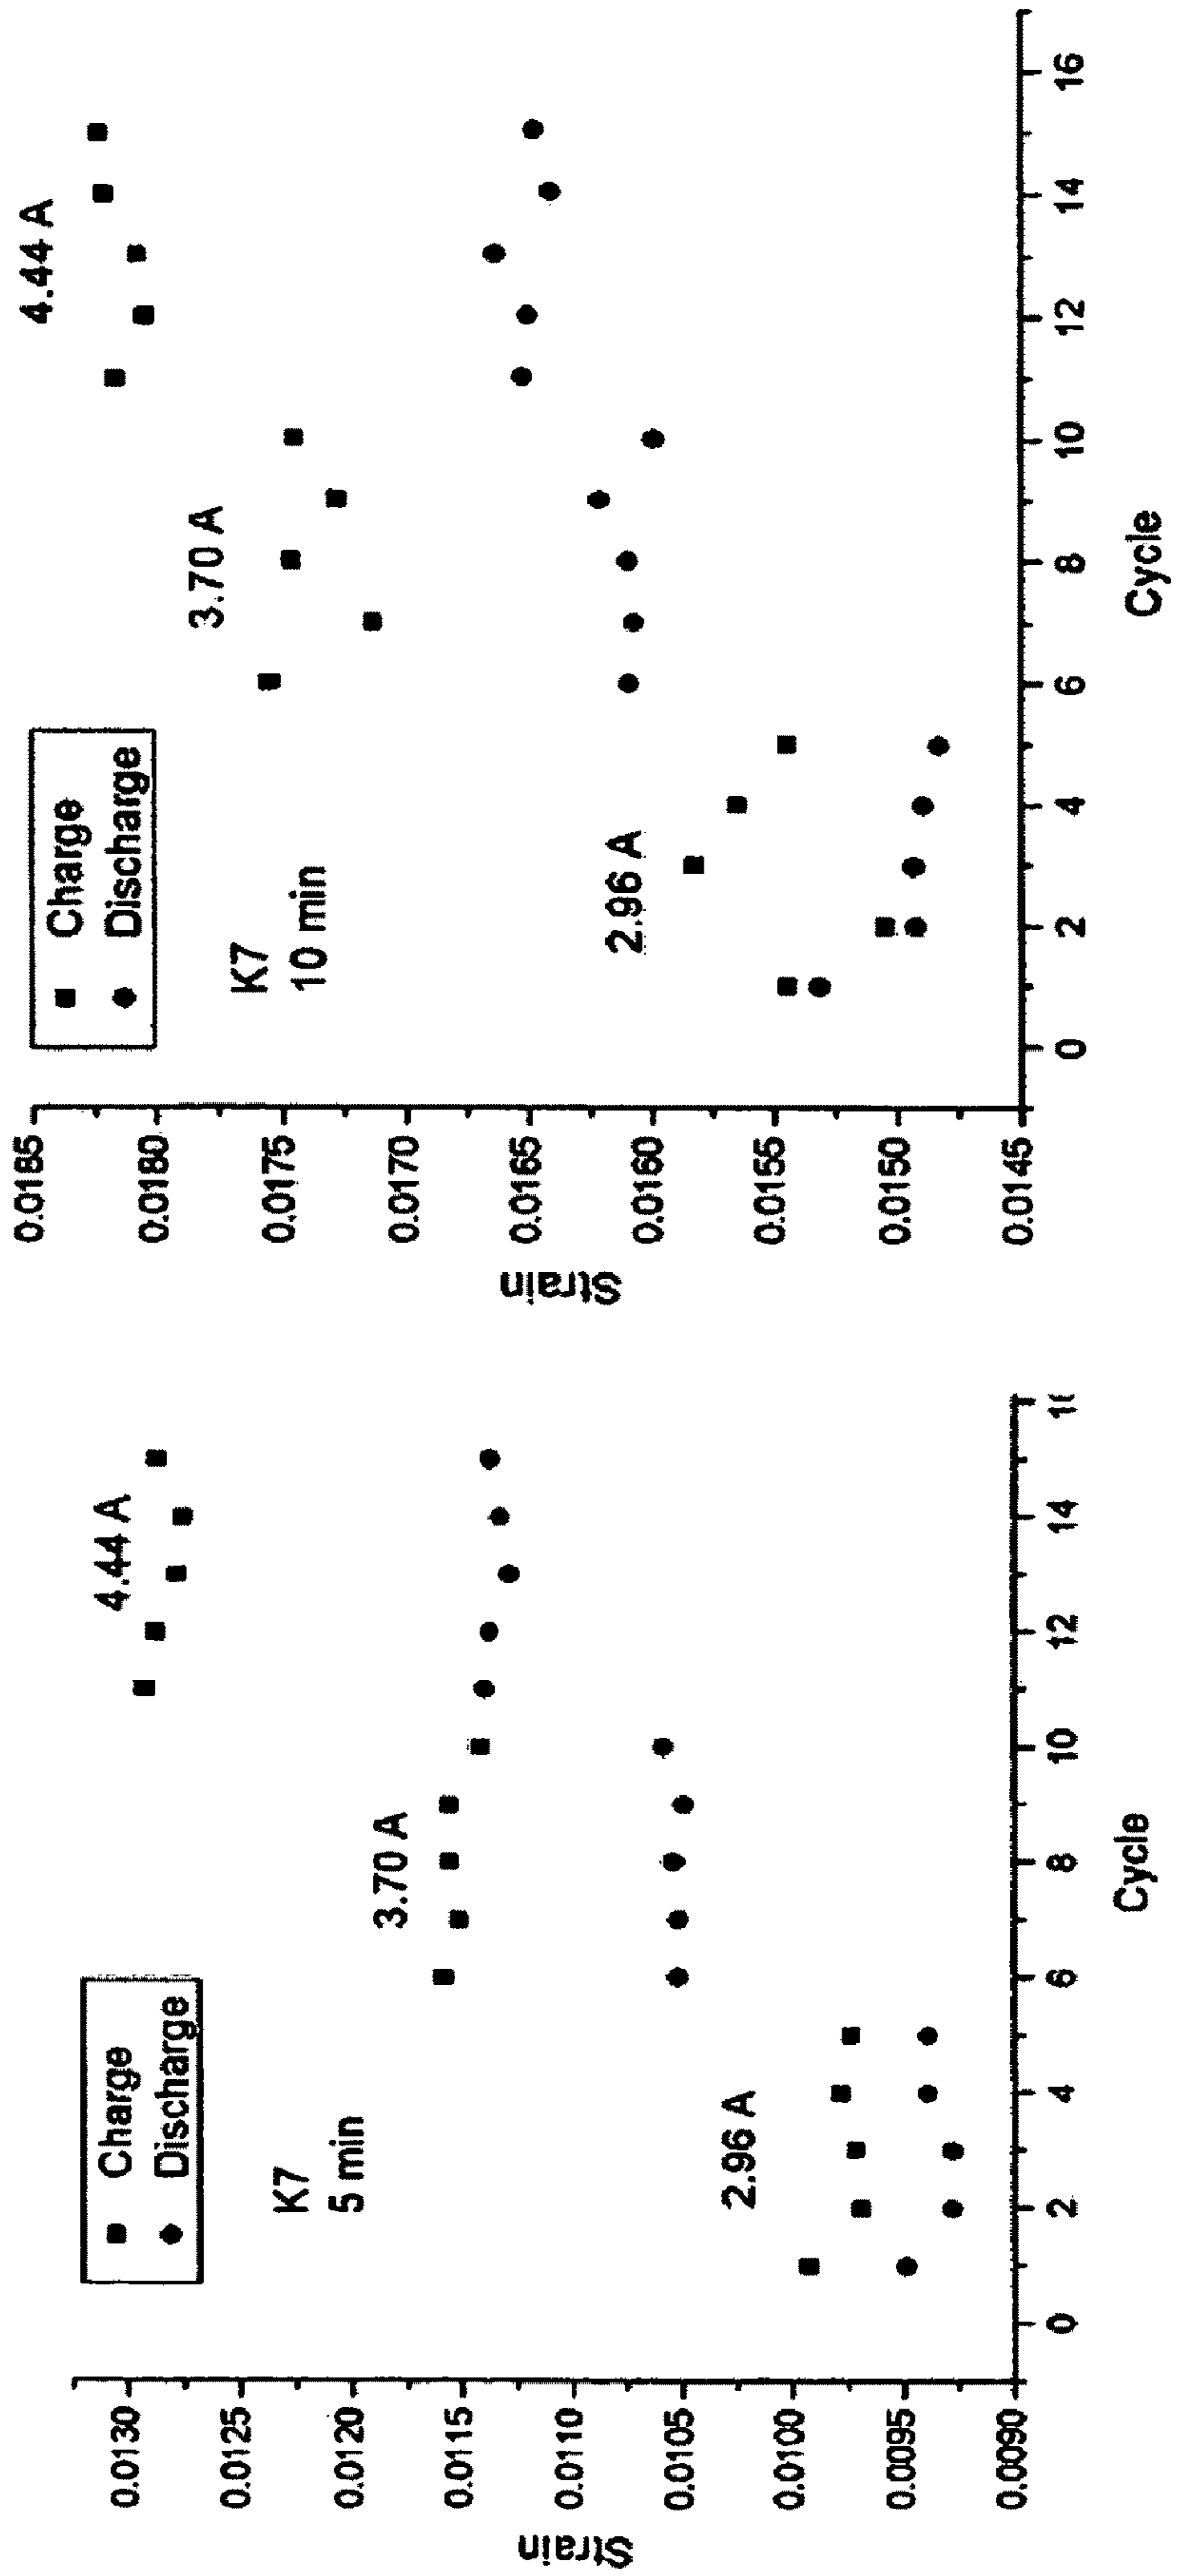 Strain
0.0130
0.0125
0.0120
0.0115
0.0110
0.0105
0.0100
0.0095
0.0090
Charge
Discharge
K7
5 min
2.96 A
3.70 A
4.44 A
0 2 4 6 8 10 12 14
Cycle
Strain
0.0185
0.0180
0.0175
0.0170
0.0165
0.0160
0.0155
0.0150
0.0145
Charge
Discharge
K7
10 min
2.96 A
3.70 A
4.44 A
0 2 4 6 8 10 12 14 16
Cycle